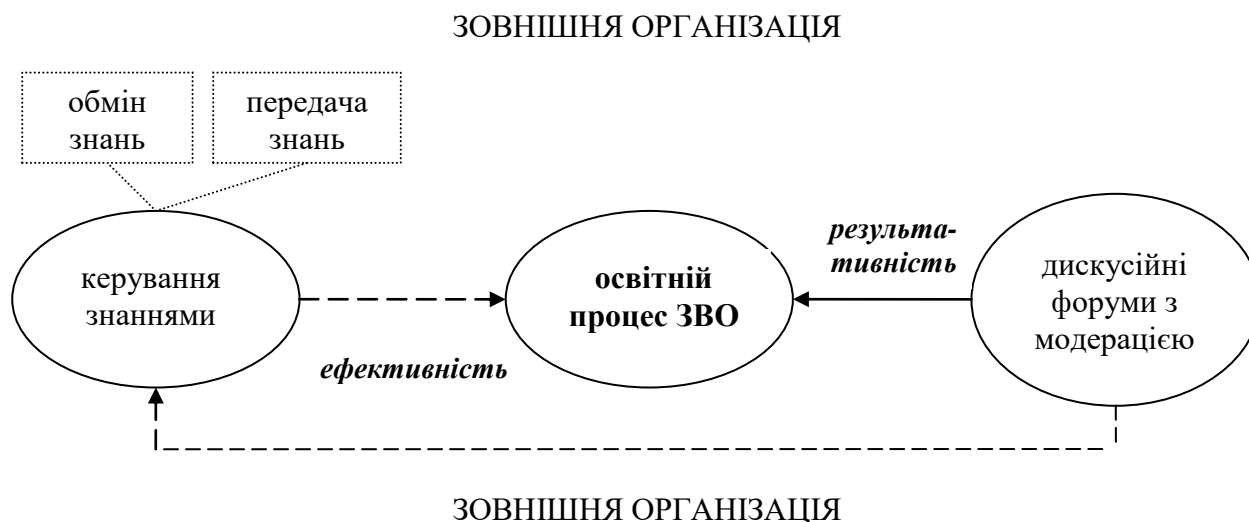 ЗОВНІШНЯ ОРГАНІЗАЦІЯ
обмін
знань
передача
знань
керування
знаннями
ефективність
освітній
процес ЗВО
результа-
тивність
дискусійні
форуми з
модерацією
ЗОВНІШНЯ ОРГАНІЗАЦІЯ